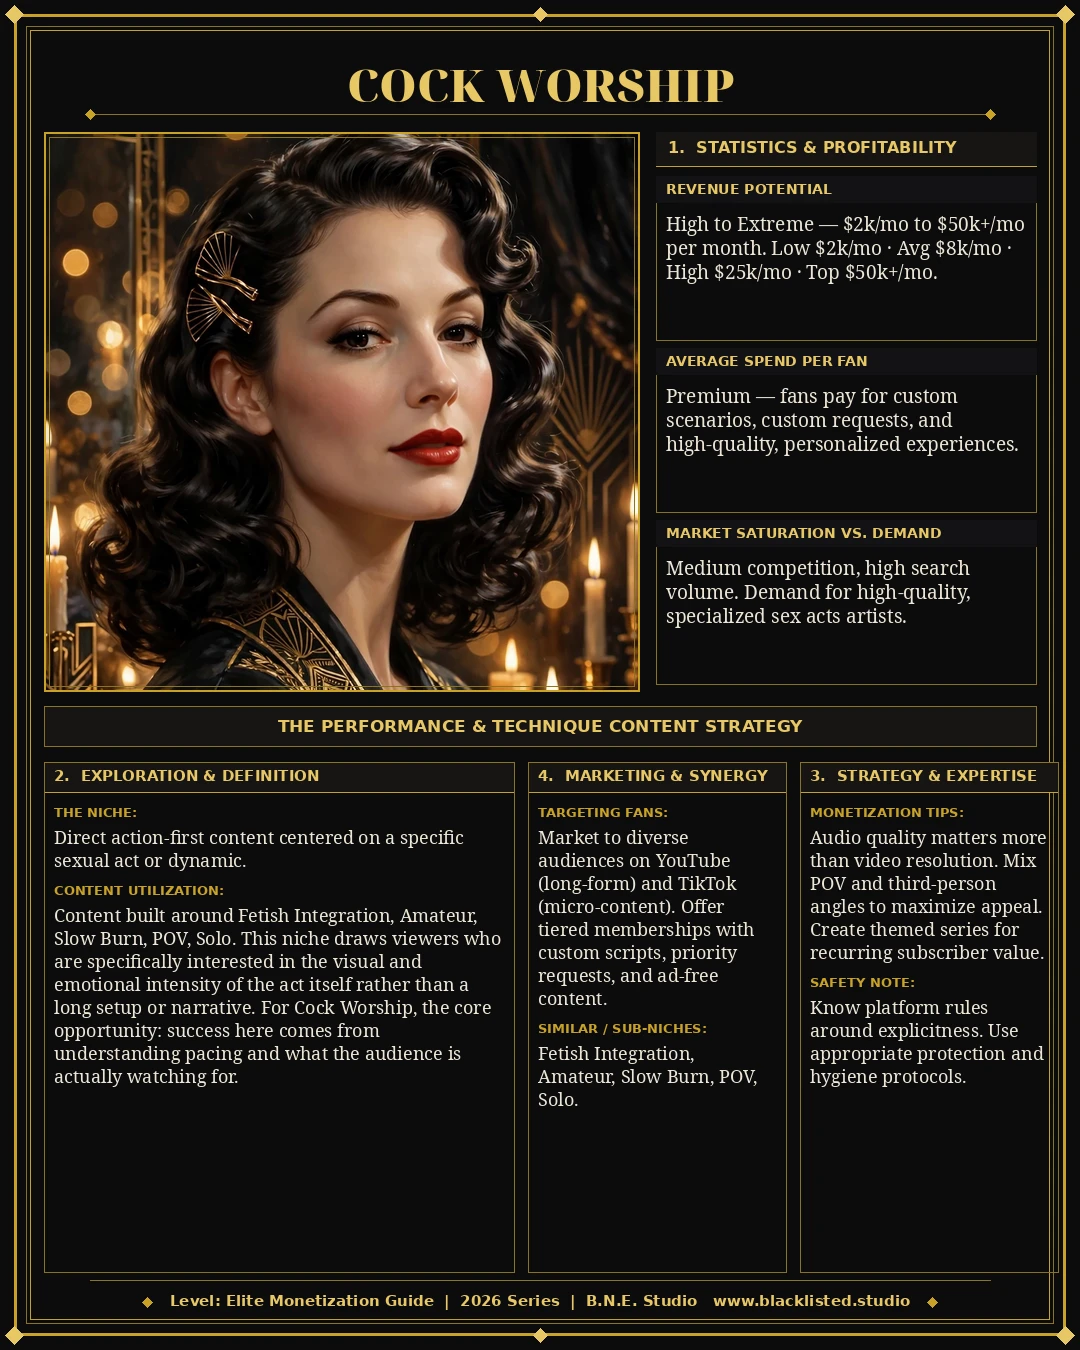 COCK WORSHIP
1. STATISTICS & PROFITABILITY
REVENUE POTENTIAL
High to Extreme — $2k/mo to $50k+/mo
per month. Low $2k/mo · Avg $8k/mo ·
High $25k/mo · Top $50k+/mo.
AVERAGE SPEND PER FAN
Premium — fans pay for custom
scenarios, custom requests, and
high-quality, personalized experiences.
MARKET SATURATION VS. DEMAND
Medium competition, high search
volume. Demand for high-quality,
specialized sex acts artists.
THE PERFORMANCE & TECHNIQUE CONTENT STRATEGY
2. EXPLORATION & DEFINITION
THE NICHE:
Direct action-first content centered on a specific
sexual act or dynamic.
CONTENT UTILIZATION:
Content built around Fetish Integration, Amateur,
Slow Burn, POV, Solo. This niche draws viewers who
are specifically interested in the visual and
emotional intensity of the act itself rather than a
long setup or narrative. For Cock Worship, the core
opportunity: success here comes from
understanding pacing and what the audience is
actually watching for.
4. MARKETING & SYNERGY
TARGETING FANS:
Market to diverse
audiences on YouTube
(long-form) and TikTok
(micro-content). Offer
tiered memberships with
custom scripts, priority
requests, and ad-free
content.
SIMILAR / SUB-NICHES:
Fetish Integration,
Amateur, Slow Burn, POV,
Solo.
3. STRATEGY & EXPERTISE
MONETIZATION TIPS:
Audio quality matters more
than video resolution. Mix
POV and third-person
angles to maximize appeal.
Create themed series for
recurring subscriber value.
SAFETY NOTE:
Know platform rules
around explicitness. Use
appropriate protection and
hygiene protocols.
Level: Elite Monetization Guide | 2026 Series | B.N.E. Studio www.blacklisted.studio